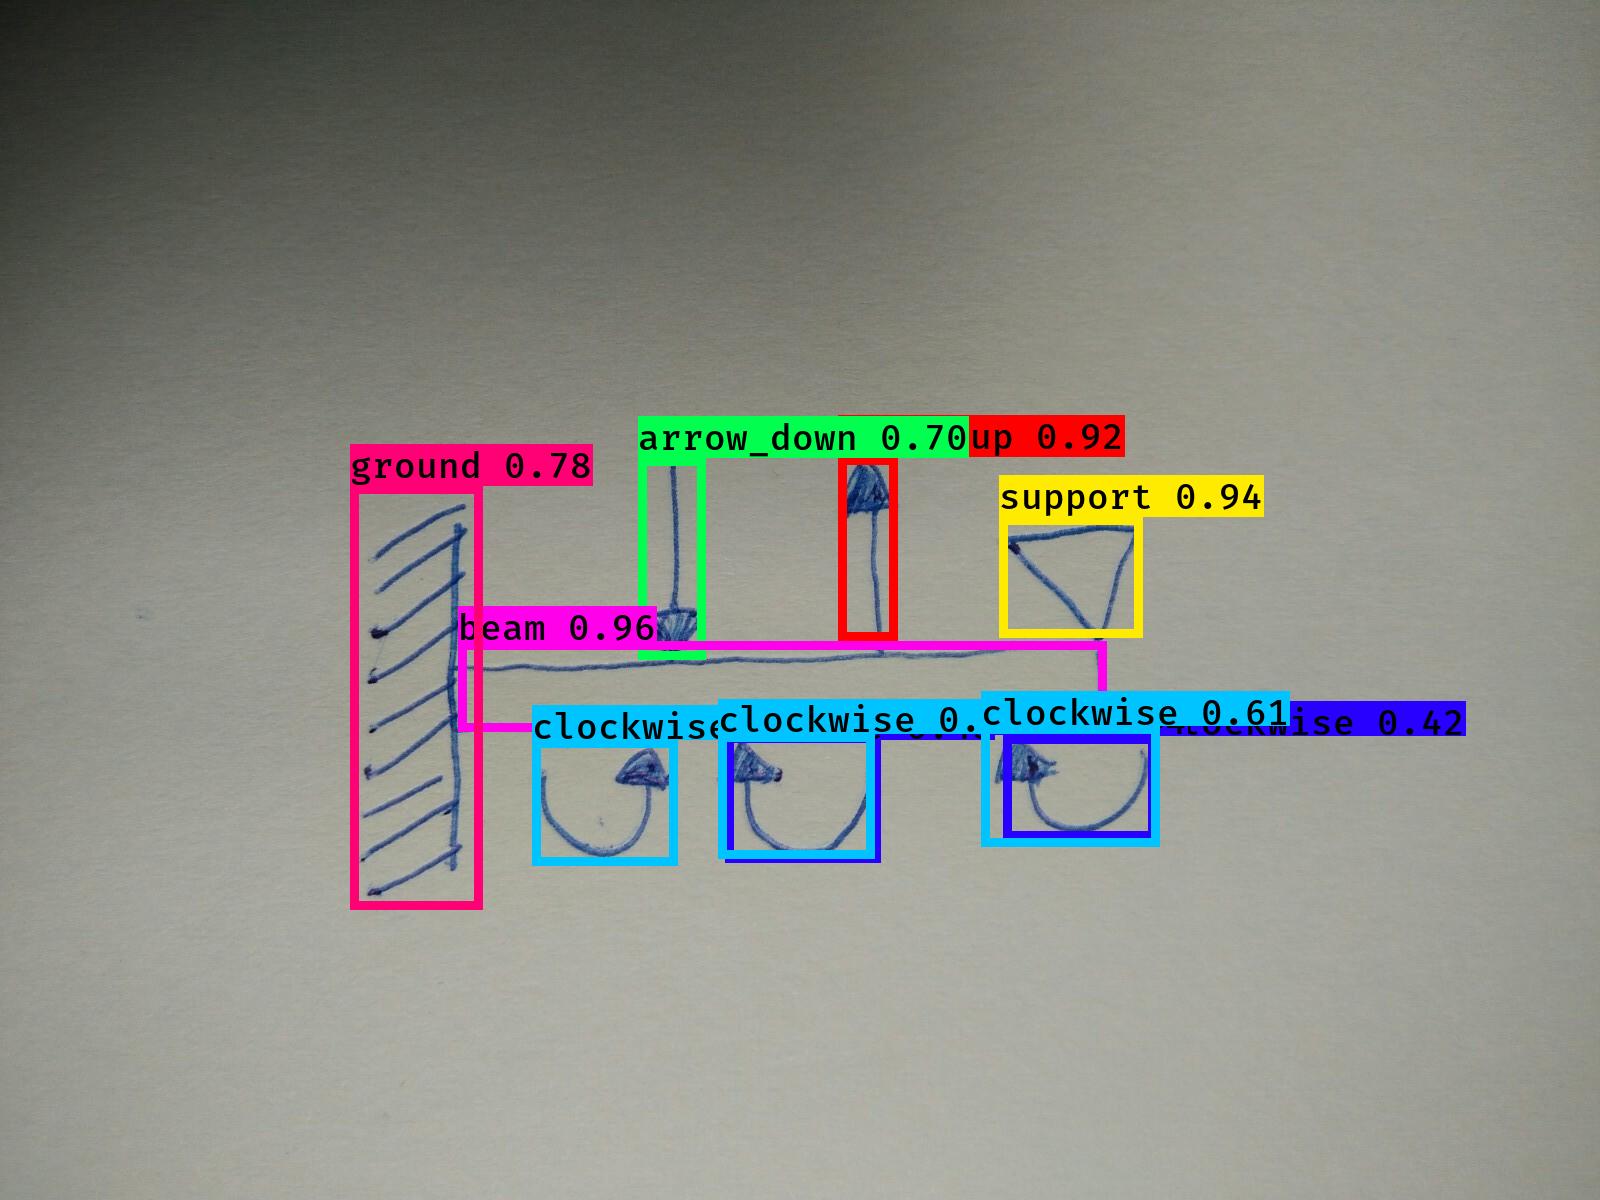 arrow_down 0.70 up 0.92
ground 0.78
support 0.94
beam 0.96
clockwise clockwise 0. clockwise 0.61 clockwise 0.42